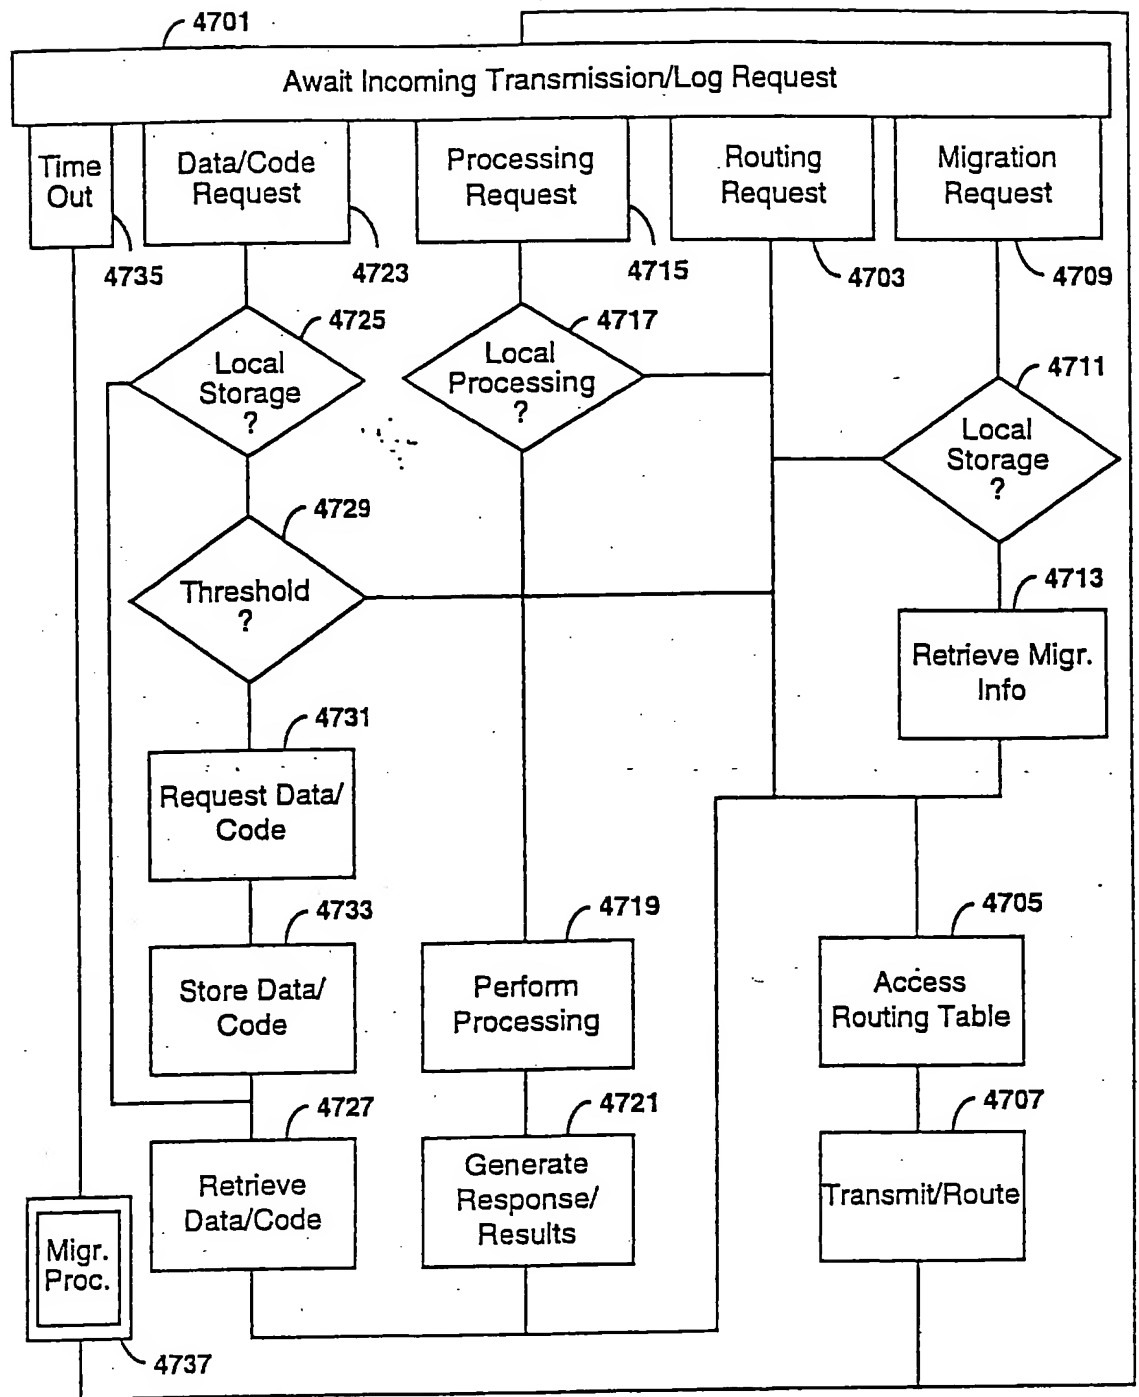 4701
Await Incoming Transmission/Log Request
Time
Out
Data/Code
Request
Processing
Request
Routing
Request
Migration
Request
4735
4723
4715
4703
4709
4725
Local
Storage
?
4717
Local
Processing
?
4711
Local
Storage
?
4729
Threshold
?
4713
Retrieve Migr.
Info
4731
Request Data/
Code
4733
Store Data/
Code
4719
Perform
Processing
4705
Access
Routing Table
4727
Retrieve
Data/Code
4721
Generate
Response/
Results
4707
Transmit/Route
Migr.
Proc.
4737